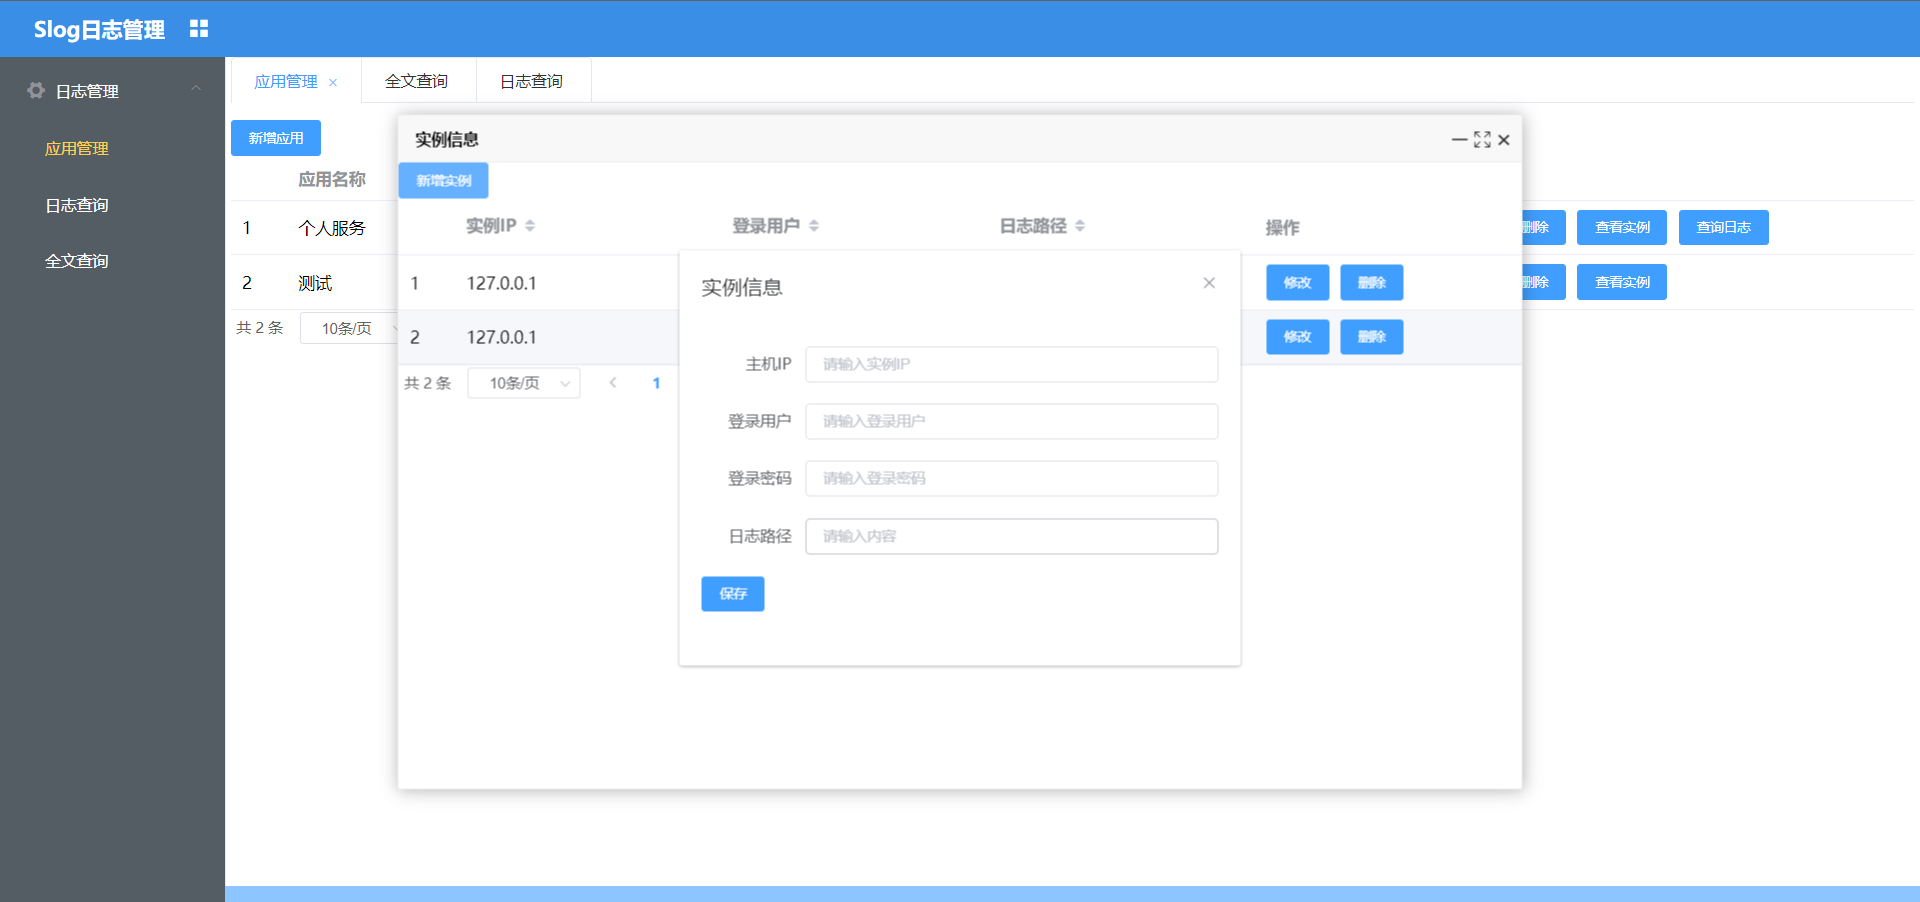 Slog日志管理
日志管理
应用管理
日志查询
全文查询
应用管理 全文查询 日志查询
新增应用
应用名称
1 个人服务 删除 查看实例 查询日志
2 测试 删除 查看实例
共 2 条 10条/页
实例信息
新增实例
实例IP 登录用户 日志路径 操作
1 127.0.0.1 修改 删除
2 127.0.0.1 修改 删除
共 2 条 10条/页 1
实例信息
主机IP 请输入实例IP
登录用户 请输入登录用户
登录密码 请输入登录密码
日志路径 请输入内容
保存